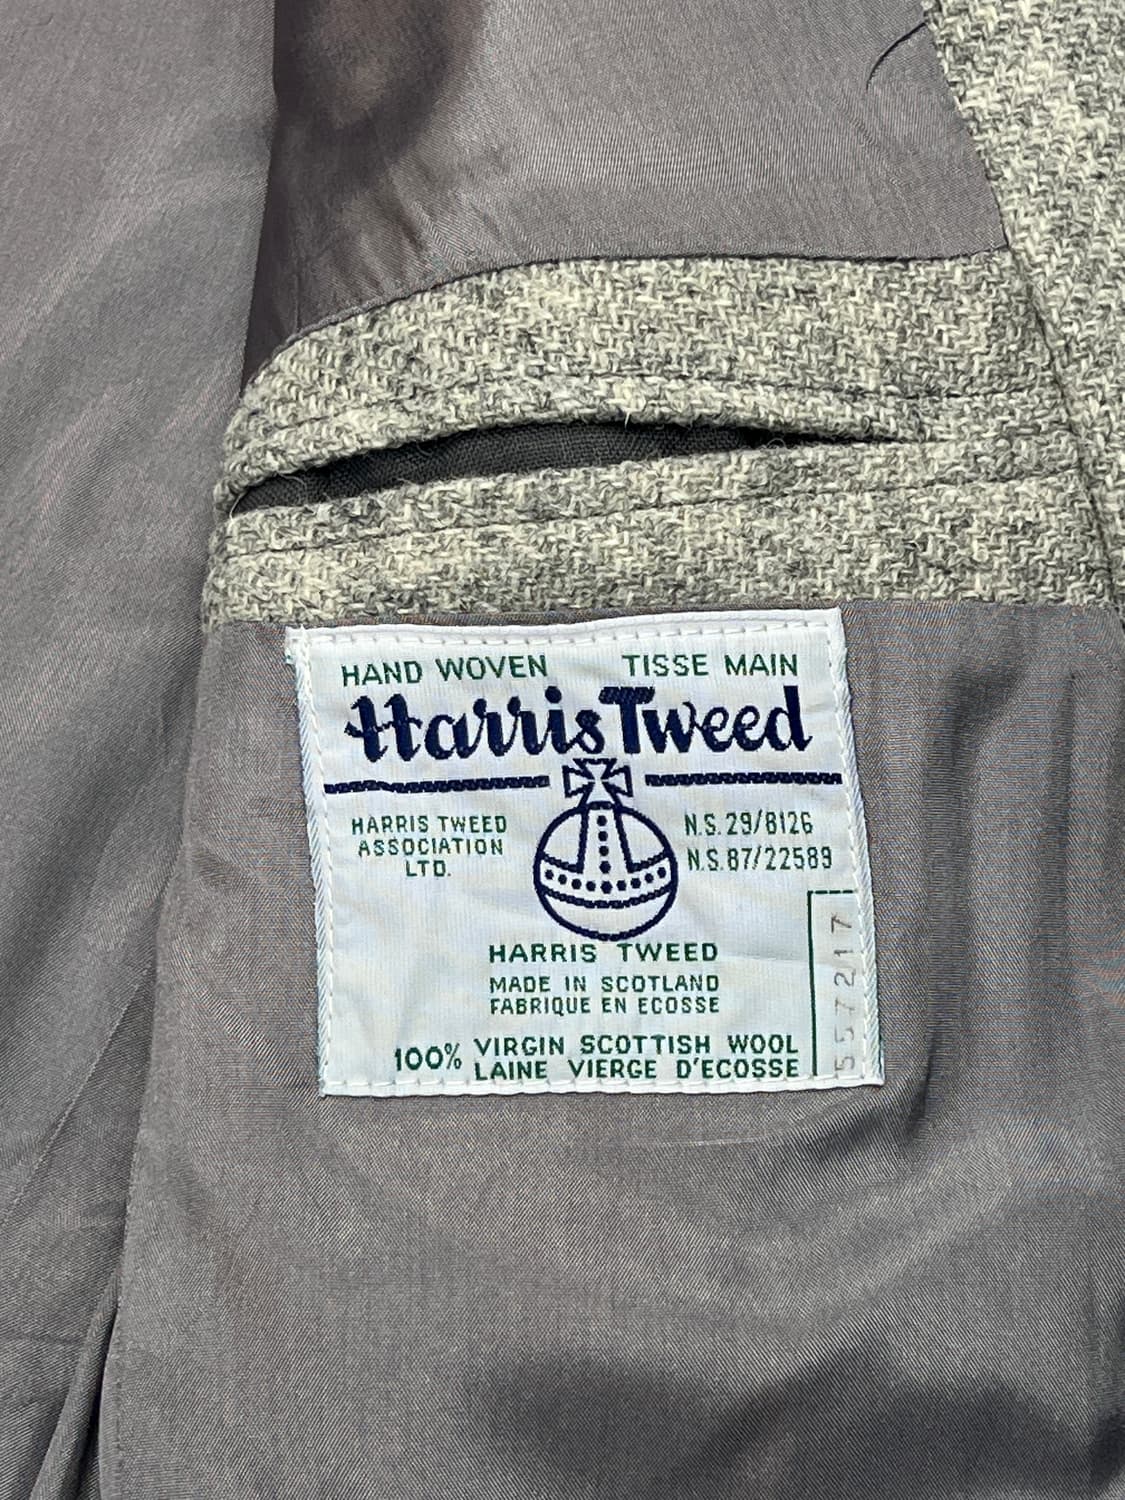 HAND WOVEN TISSE MAIN
Harris Tweed
HARRIS TWEED
ASSOCIATION
LTD.
N.S.29/8126
N.S.87/22589
HARRIS TWEED
MADE IN SCOTLAND
FABRIQUE EN ECOSSE
100% VIRGIN SCOTTISH WOOL
LAINE VIERGE D'ECOSSE
557217